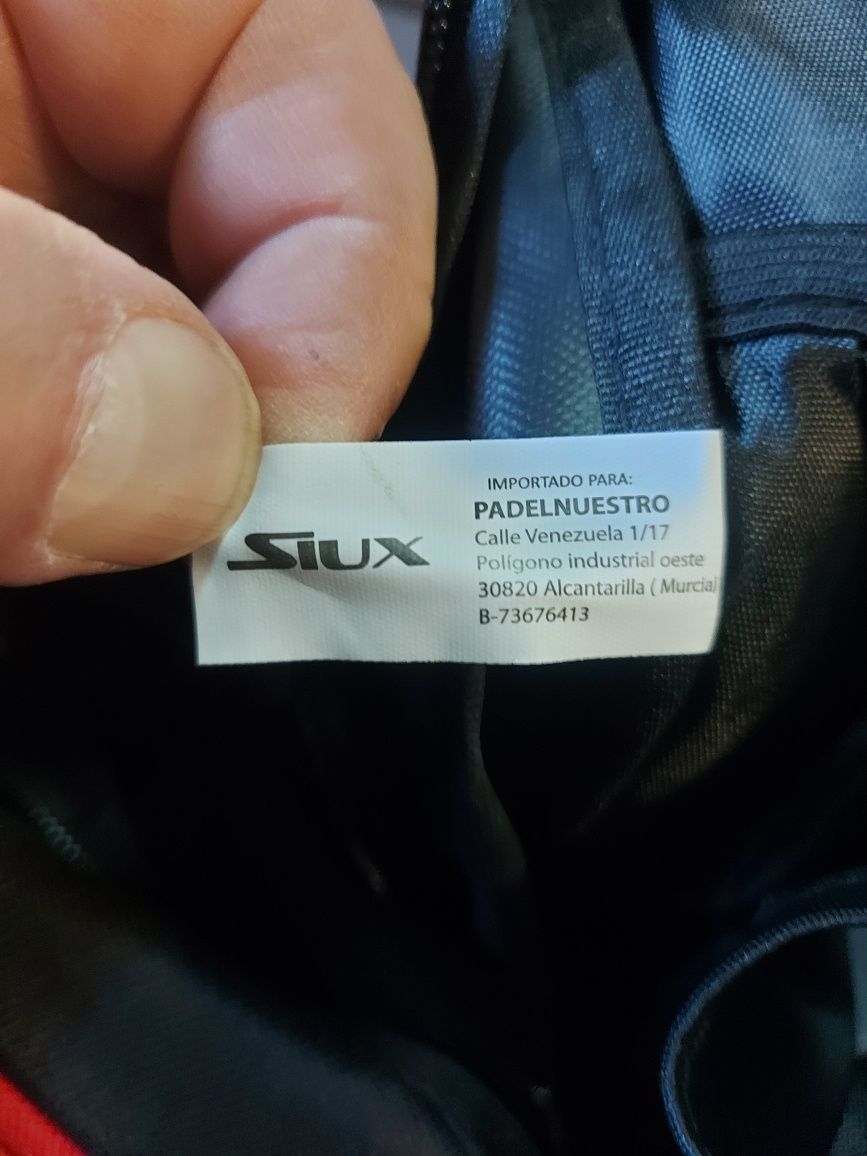 SIUX
IMPORTADO PARA:
PADELNUESTRO
Calle Venezuela 1/17
Polígono industrial oeste
30820 Alcantarilla ( Murcia)
B-73676413